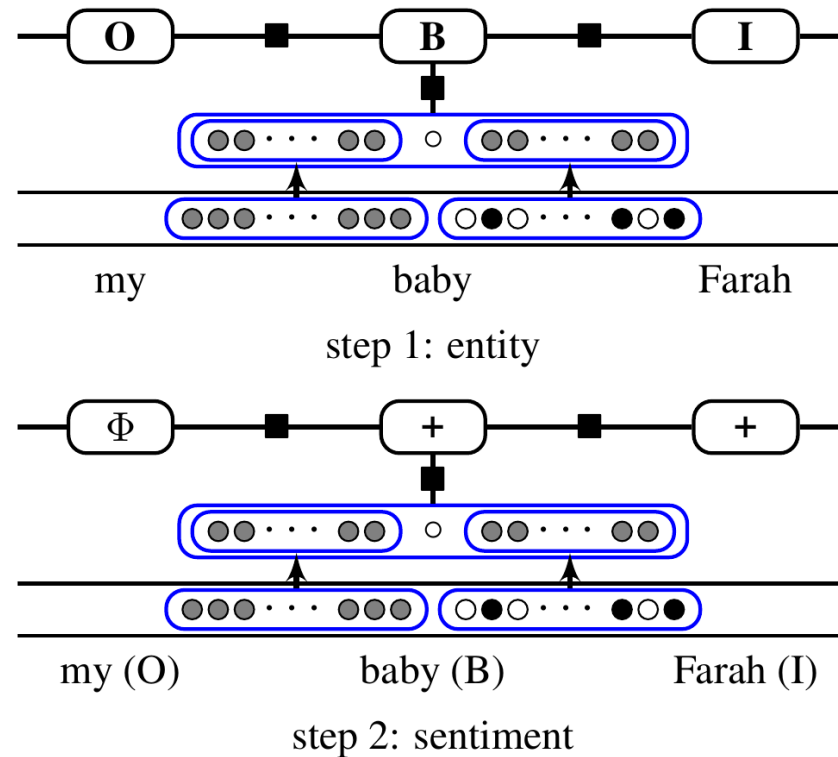 O B I
my baby Farah
step 1: entity
Φ + +
my (O) baby (B) Farah (I)
step 2: sentiment